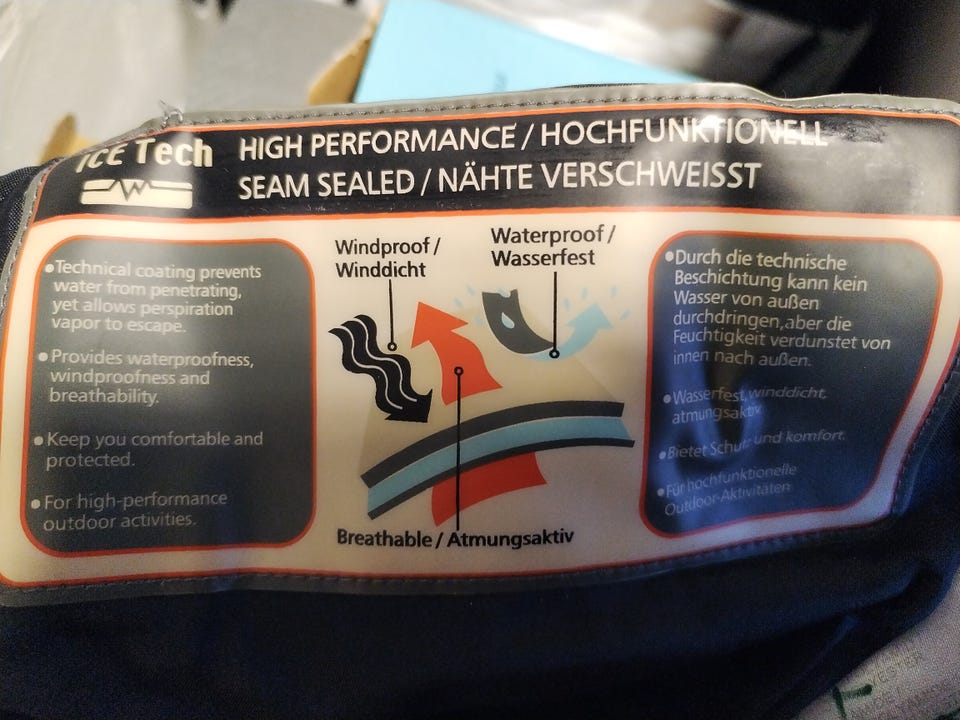 ICE Tech
HIGH PERFORMANCE / HOCHFUNKTIONELL
SEAM SEALED / NÄHTE VERSCHWEISST
•Technical coating prevents
water from penetrating,
yet allows perspiration
vapor to escape.
•Provides waterproofness,
windproofness and
breathability.
•Keep you comfortable and
protected.
•For high-performance
outdoor activities.
Windproof /
Winddicht
Waterproof /
Wasserfest
Breathable / Atmungsaktiv
•Durch die technische
Beschichtung kann kein
Wasser von außen
durchdringen,aber die
Feuchtigkeit verdunstet von
innen nach außen.
•Wasserfest, winddicht,
atmungsaktiv
•Bietet Schutz und komfort.
•Für hochfunktionelle
Outdoor-Aktivitäten